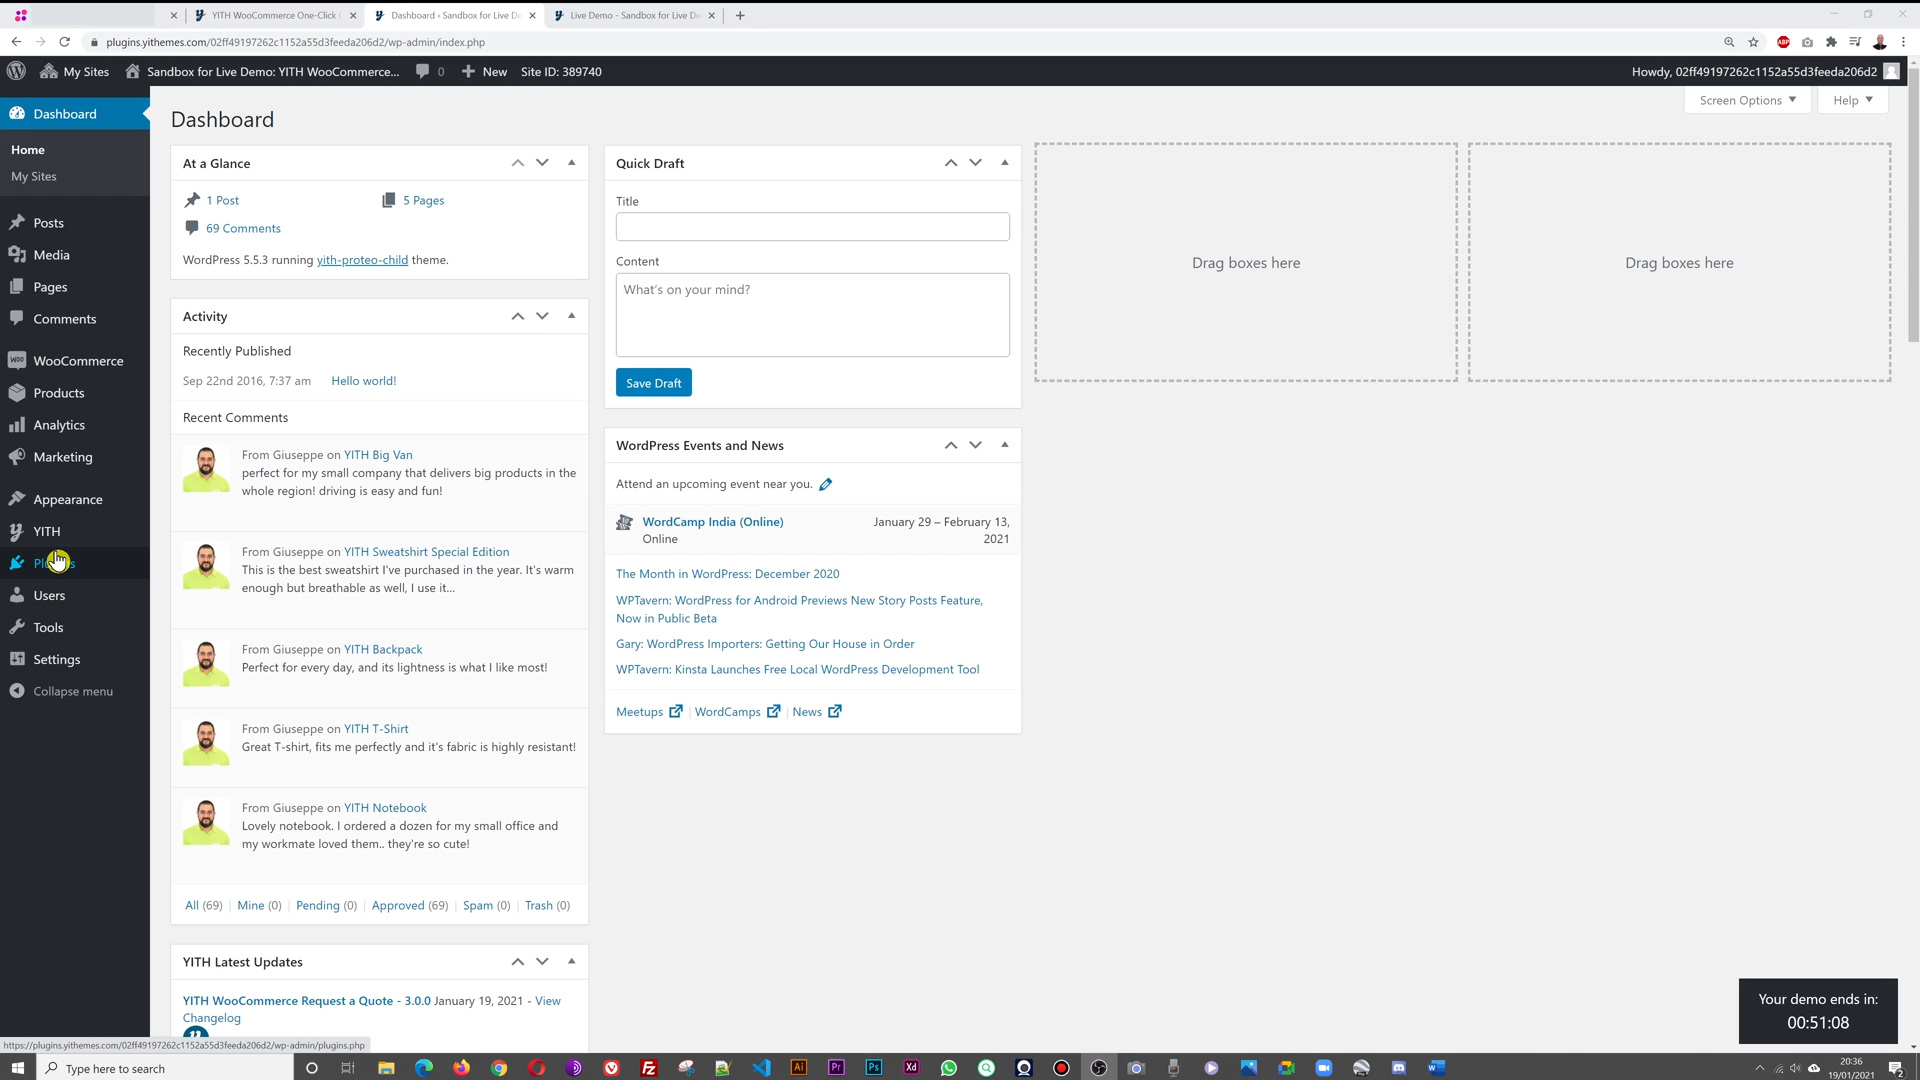 YITH WooCommerce One-Click
Dashboard ‹ Sandbox for Live De
Live Demo - Sandbox for Live De
plugins.yithemes.com/02ff49197262c1152a55d3feeda206d2/wp-admin/index.php
My Sites
Sandbox for Live Demo: YITH WooCommerce...
0
New
Site ID: 389740
Howdy, 02ff49197262c1152a55d3feeda206d2
Screen Options
Help
Dashboard
Home
My Sites
Posts
Media
Pages
Comments
WooCommerce
Products
Analytics
Marketing
Appearance
YITH
Users
Tools
Settings
Collapse menu
Dashboard
At a Glance
1 Post
5 Pages
69 Comments
WordPress 5.5.3 running yith-proteo-child theme.
Activity
Recently Published
Sep 22nd 2016, 7:37 am Hello world!
Recent Comments
From Giuseppe on YITH Big Van
perfect for my small company that delivers big products in the
whole region! driving is easy and fun!
From Giuseppe on YITH Sweatshirt Special Edition
This is the best sweatshirt I've purchased in the year. It's warm
enough but breathable as well, I use it...
From Giuseppe on YITH Backpack
Perfect for every day, and its lightness is what I like most!
From Giuseppe on YITH T-Shirt
Great T-shirt, fits me perfectly and it's fabric is highly resistant!
From Giuseppe on YITH Notebook
Lovely notebook. I ordered a dozen for my small office and
my workmate loved them.. they're so cute!
All (69) | Mine (0) | Pending (0) | Approved (69) | Spam (0) | Trash (0)
YITH Latest Updates
YITH WooCommerce Request a Quote - 3.0.0 January 19, 2021 - View
Changelog
Quick Draft
Title
Content
What's on your mind?
Save Draft
WordPress Events and News
Attend an upcoming event near you.
WordCamp India (Online)
Online
January 29 – February 13,
2021
The Month in WordPress: December 2020
WPTavern: WordPress for Android Previews New Story Posts Feature,
Now in Public Beta
Gary: WordPress Importers: Getting Our House in Order
WPTavern: Kinsta Launches Free Local WordPress Development Tool
Meetups | WordCamps | News
Drag boxes here
Drag boxes here
Your demo ends in:
00:51:08
https://plugins.yithemes.com/02ff49197262c1152a55d3feeda206d2/wp-admin/plugins.php
Type here to search
20:36
19/01/2021